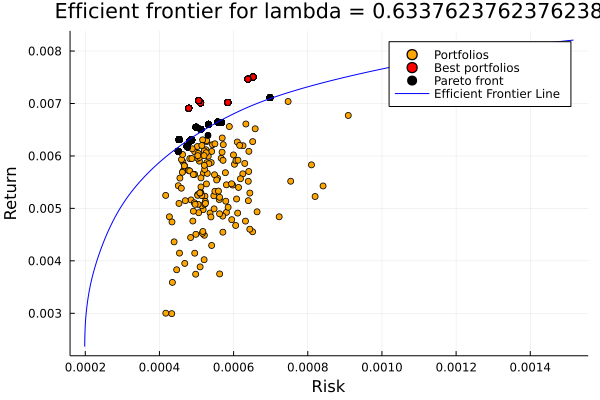 Efficient frontier for lambda = 0.6337623762376238
Portfolios
Best portfolios
Pareto front
Efficient Frontier Line
Return
0.008
0.007
0.006
0.005
0.004
0.003
0.0002 0.0004 0.0006 0.0008 0.0010 0.0012 0.0014
Risk